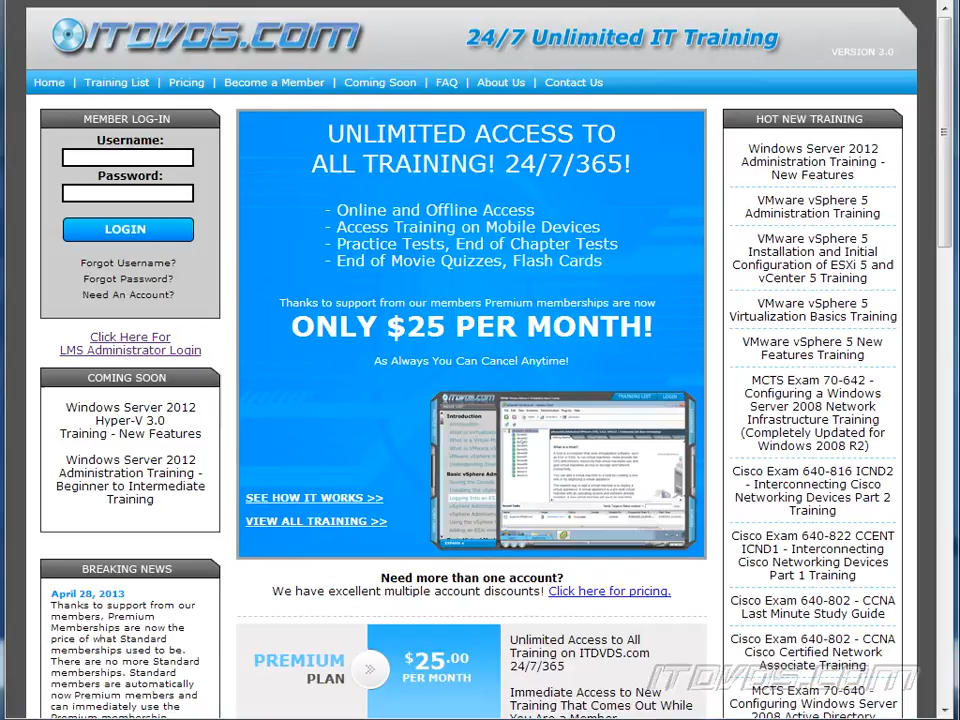 ITDVDS.COM
24/7 Unlimited IT Training
VERSION 3.0
Home | Training List | Pricing | Become a Member | Coming Soon | FAQ | About Us | Contact Us
MEMBER LOG-IN
Username:
Password:
LOGIN
Forgot Username?
Forgot Password?
Need An Account?
Click Here For
LMS Administrator Login
COMING SOON
Windows Server 2012
Hyper-V 3.0
Training - New Features
Windows Server 2012
Administration Training -
Beginner to Intermediate
Training
BREAKING NEWS
April 28, 2013
Thanks to support from our
members, Premium
Memberships are now the
price of what Standard
memberships used to be.
There are no more Standard
memberships. Standard
members are automatically
now Premium members and
can immediately use the
Premium membership
UNLIMITED ACCESS TO
ALL TRAINING! 24/7/365!
- Online and Offline Access
- Access Training on Mobile Devices
- Practice Tests, End of Chapter Tests
- End of Movie Quizzes, Flash Cards
Thanks to support from our members Premium memberships are now
ONLY $25 PER MONTH!
As Always You Can Cancel Anytime!
SEE HOW IT WORKS >>
VIEW ALL TRAINING >>
ITDVDS.COM
TRAINING LIST
LOGIN
Introduction
Need more than one account?
We have excellent multiple account discounts! Click here for pricing.
PREMIUM
PLAN
$25.00
PER MONTH
Unlimited Access to All
Training on ITDVDS.com
24/7/365
Immediate Access to New
Training That Comes Out While
You Are a Member
HOT NEW TRAINING
Windows Server 2012
Administration Training -
New Features
VMware vSphere 5
Administration Training
VMware vSphere 5
Installation and Initial
Configuration of ESXi 5 and
vCenter 5 Training
VMware vSphere 5
Virtualization Basics Training
VMware vSphere 5 New
Features Training
MCTS Exam 70-642 -
Configuring a Windows
Server 2008 Network
Infrastructure Training
(Completely Updated for
Windows 2008 R2)
Cisco Exam 640-816 ICND2
- Interconnecting Cisco
Networking Devices Part 2
Training
Cisco Exam 640-822 CCENT
ICND1 - Interconnecting
Cisco Networking Devices
Part 1 Training
Cisco Exam 640-802 - CCNA
Last Minute Study Guide
Cisco Exam 640-802 - CCNA
Cisco Certified Network
Associate Training
MCTS Exam 70-640 -
Configuring Windows Server
2008 Active Directory
ITDVDS.COM